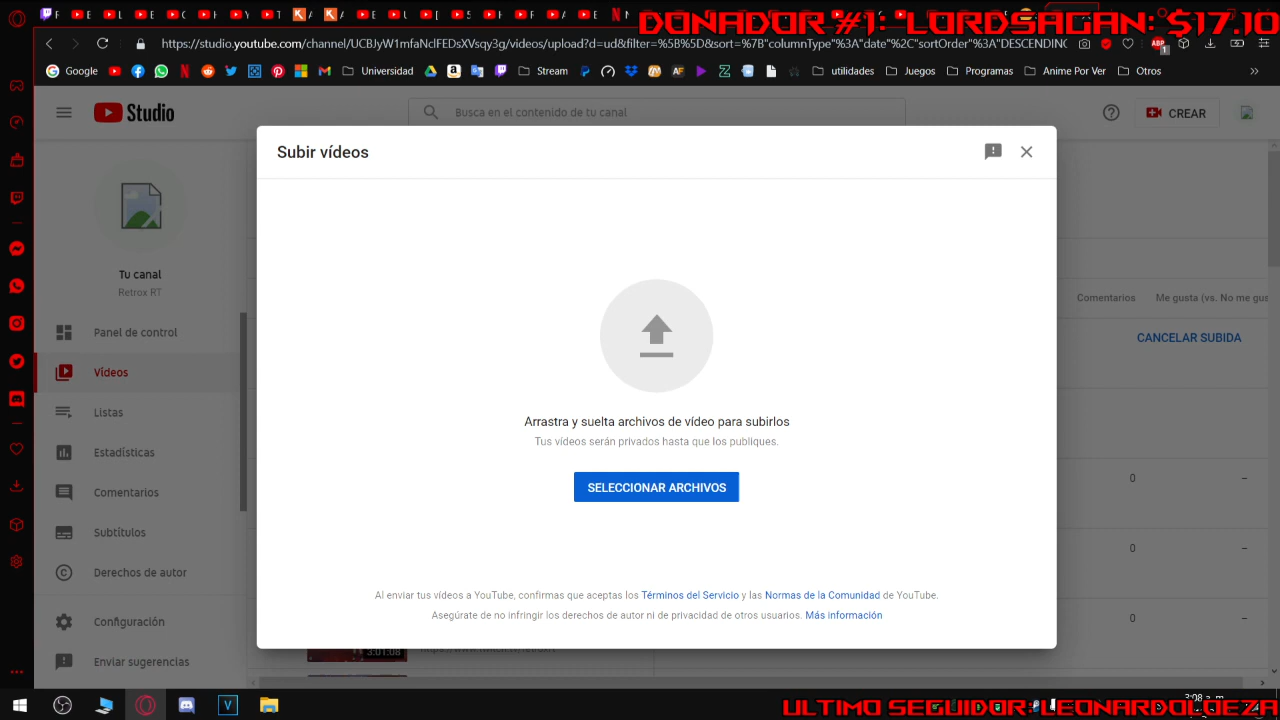 DONADOR #1: LORDSAGAN: $17.10
https://studio.youtube.com/channel/UCBJyW1mfaNclFEDsXVsqy3g/videos/upload?d=ud&filter=%5B%5D&sort=%7B"columnType"%3A"date"%2C"sortOrder"%3A"DESCENDING
Google
Universidad
Stream
utilidades
Juegos
Programas
Anime Por Ver
Otros
Studio
Busca en el contenido de tu canal
CREAR
Subir vídeos
Tu canal
Retrox RT
Panel de control
Vídeos
Listas
Estadísticas
Comentarios
Subtítulos
Derechos de autor
Configuración
Enviar sugerencias
Comentarios
Me gusta (vs. No me gus
CANCELAR SUBIDA
Arrastra y suelta archivos de vídeo para subirlos
Tus vídeos serán privados hasta que los publiques.
SELECCIONAR ARCHIVOS
0 –
0 –
0 –
Al enviar tus vídeos a YouTube, confirmas que aceptas los Términos del Servicio y las Normas de la Comunidad de YouTube.
Asegúrate de no infringir los derechos de autor ni de privacidad de otros usuarios. Más información
3:01:08
3:08 a. m.
ULTIMO SEGUIDOR: LEONARDOLOEZA